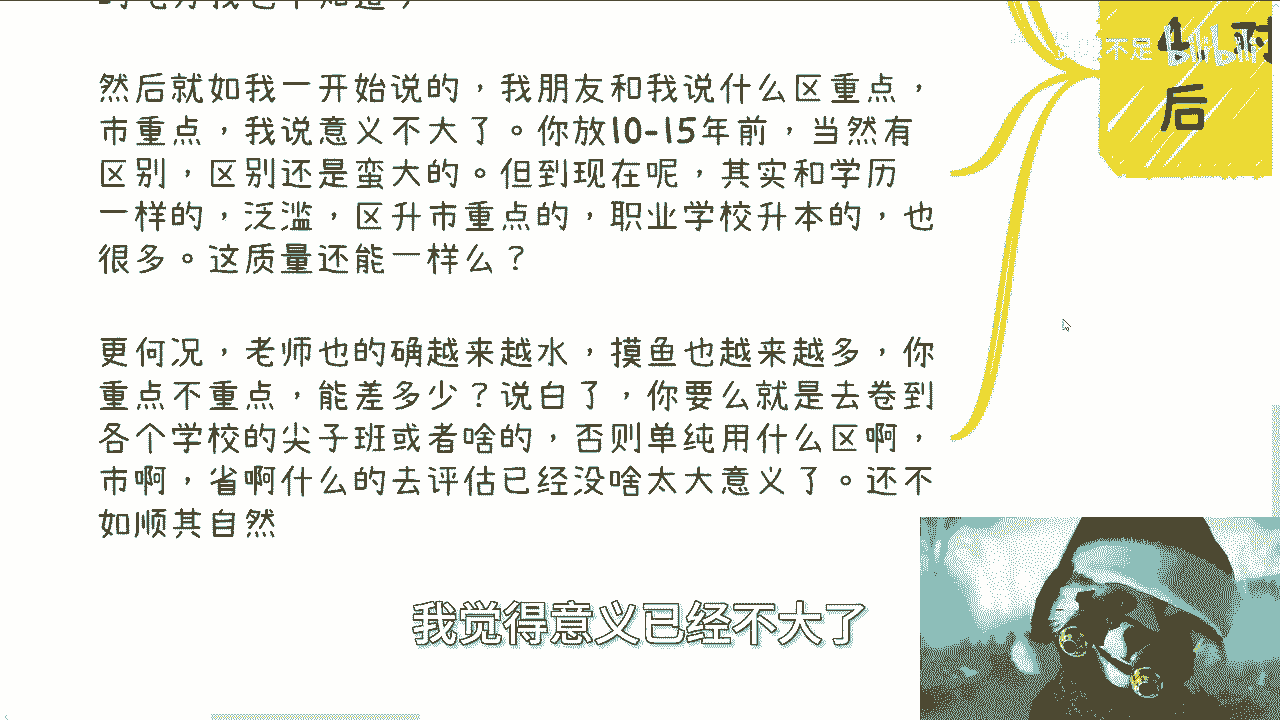 然后就如我一开始说的，我朋友和我说什么区重点，
市重点，我说意义不大了。你放10-15年前，当然有
区别，区别还是蛮大的。但到现在呢，其实和学历
一样的，泛滥，区升市重点的，职业学校升本的，也
很多。这质量还能一样么？
更何况，老师也的确越来越水，摸鱼也越来越多，你
重点不重点，能差多少？说白了，你要么就是去卷到
各个学校的尖子班或者啥的，否则单纯用什么区啊，
市啊，省啊什么的去评估已经没啥太大意义了。还不
如顺其自然
后
我觉得意义已经不大了